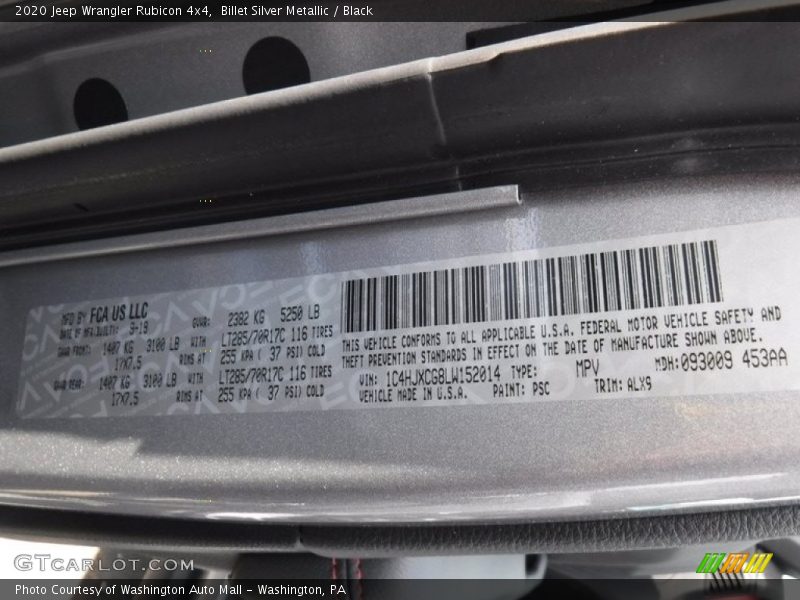 2020 Jeep Wrangler Rubicon 4x4, Billet Silver Metallic / Black
MFD BY FCA US LLC
DATE OF MFR/BUILT: 9-19 GVWR: 2382 KG 5250 LB
GAWR FRONT: 1407 KG 3100 LB WITH LT285/70R17C 116 TIRES
17X7.5 RIMS AT 255 KPA ( 37 PSI) COLD
GAWR REAR: 1407 KG 3100 LB WITH LT285/70R17C 116 TIRES
17X7.5 RIMS AT 255 KPA ( 37 PSI) COLD
THIS VEHICLE CONFORMS TO ALL APPLICABLE U.S.A. FEDERAL MOTOR VEHICLE SAFETY AND
THEFT PREVENTION STANDARDS IN EFFECT ON THE DATE OF MANUFACTURE SHOWN ABOVE.
VIN: 1C4HJXCG8LW152014 TYPE: MPV MDH:093009 453AA
VEHICLE MADE IN U.S.A. PAINT: PSC TRIM: ALX9
GTCARLOT.COM
Photo Courtesy of Washington Auto Mall - Washington, PA